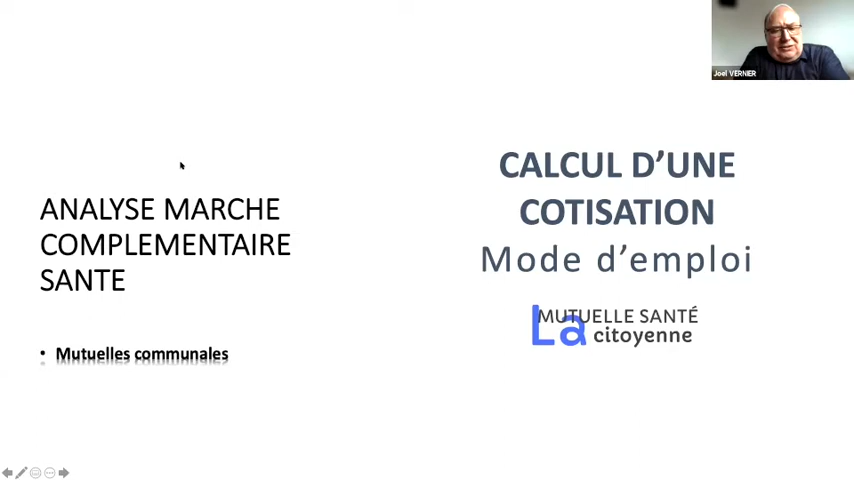 Joel VERNIER
ANALYSE MARCHE
COMPLEMENTAIRE
SANTE
• Mutuelles communales
CALCUL D'UNE
COTISATION
Mode d'emploi
La MUTUELLE SANTÉ
citoyenne